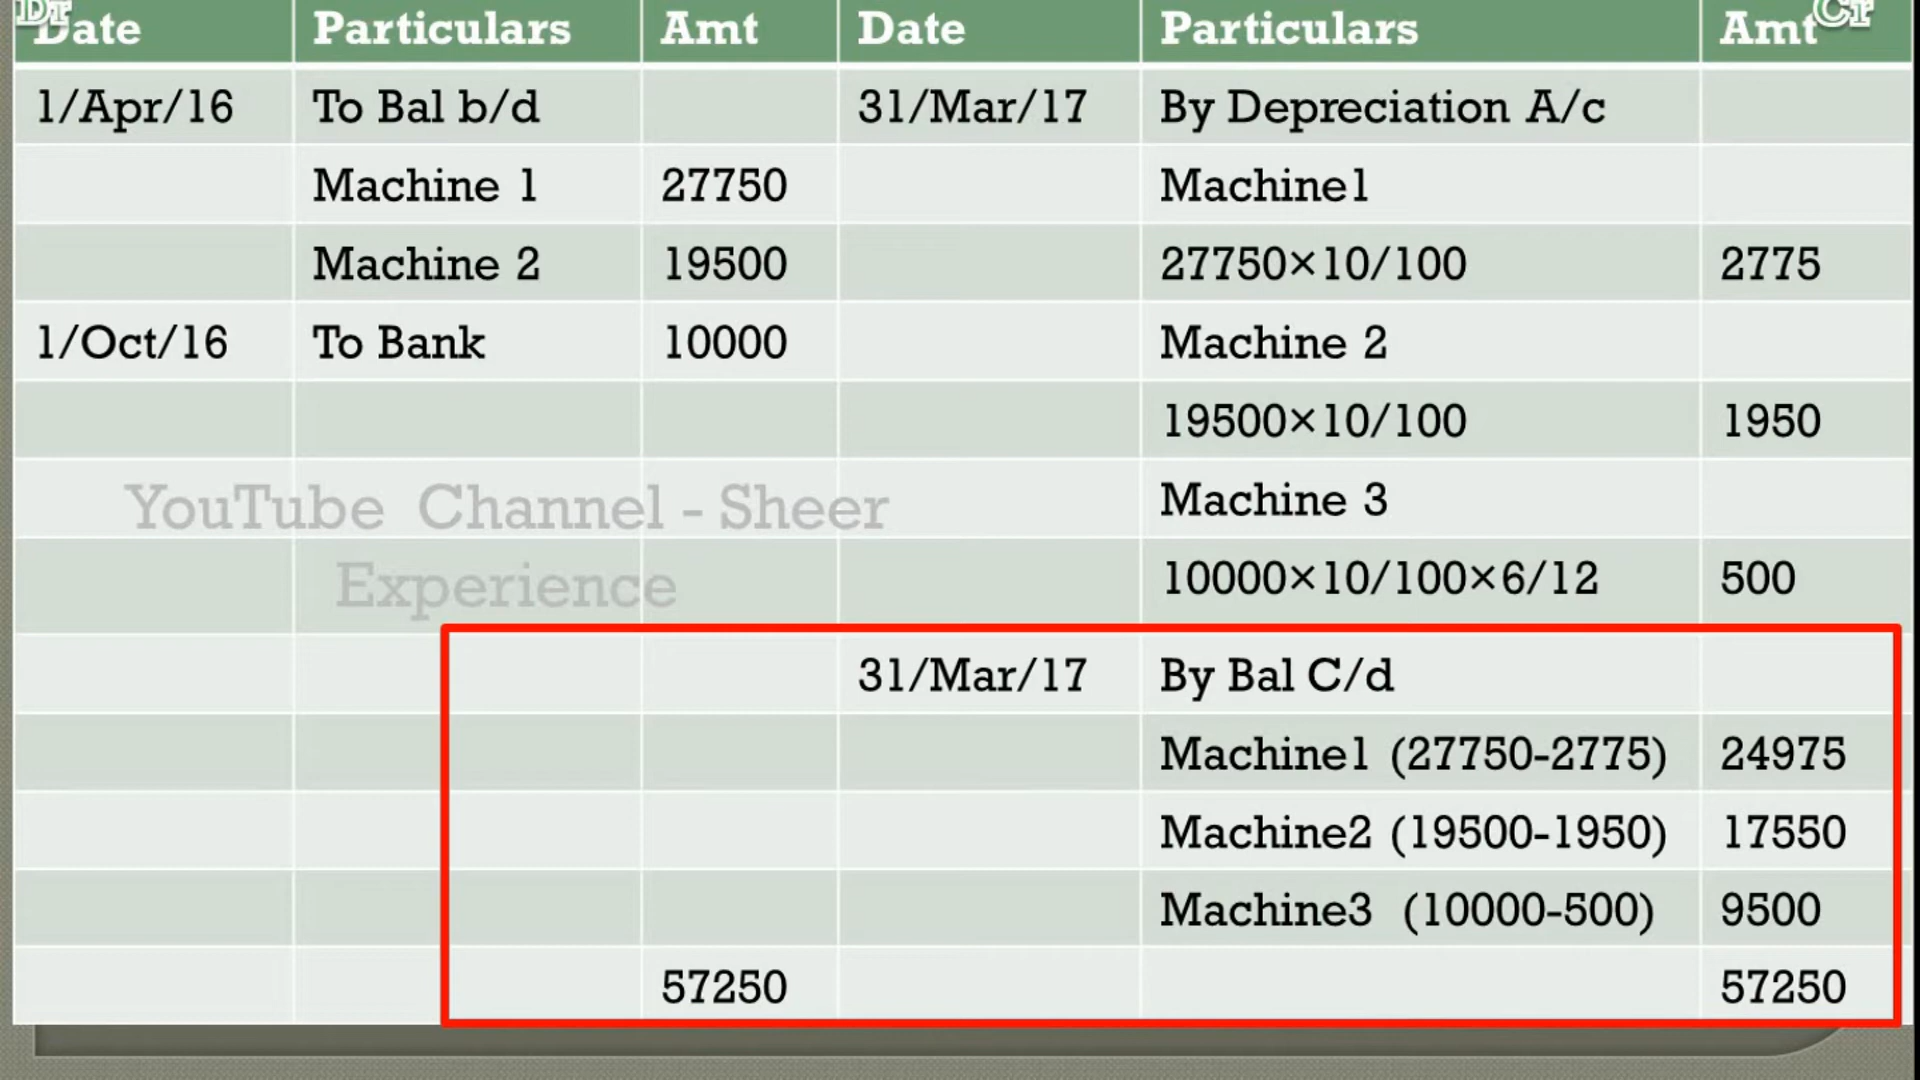 Dr Cr
Date Particulars Amt Date Particulars Amt
1/Apr/16 To Bal b/d 31/Mar/17 By Depreciation A/c
Machine 1 27750 Machine1
Machine 2 19500 27750×10/100 2775
1/Oct/16 To Bank 10000 Machine 2
19500×10/100 1950
YouTube Channel - Sheer Machine 3
Experience 10000×10/100×6/12 500
31/Mar/17 By Bal C/d
Machine1 (27750-2775) 24975
Machine2 (19500-1950) 17550
Machine3 (10000-500) 9500
57250 57250